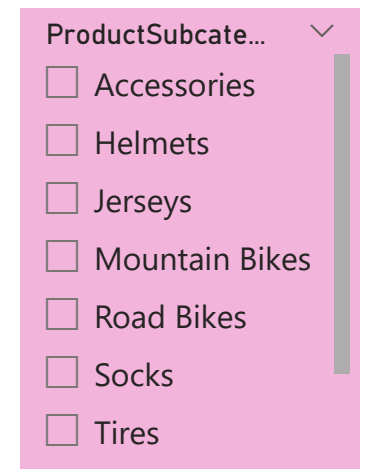 ProductSubcate...
Accessories
Helmets
Jerseys
Mountain Bikes
Road Bikes
Socks
Tires